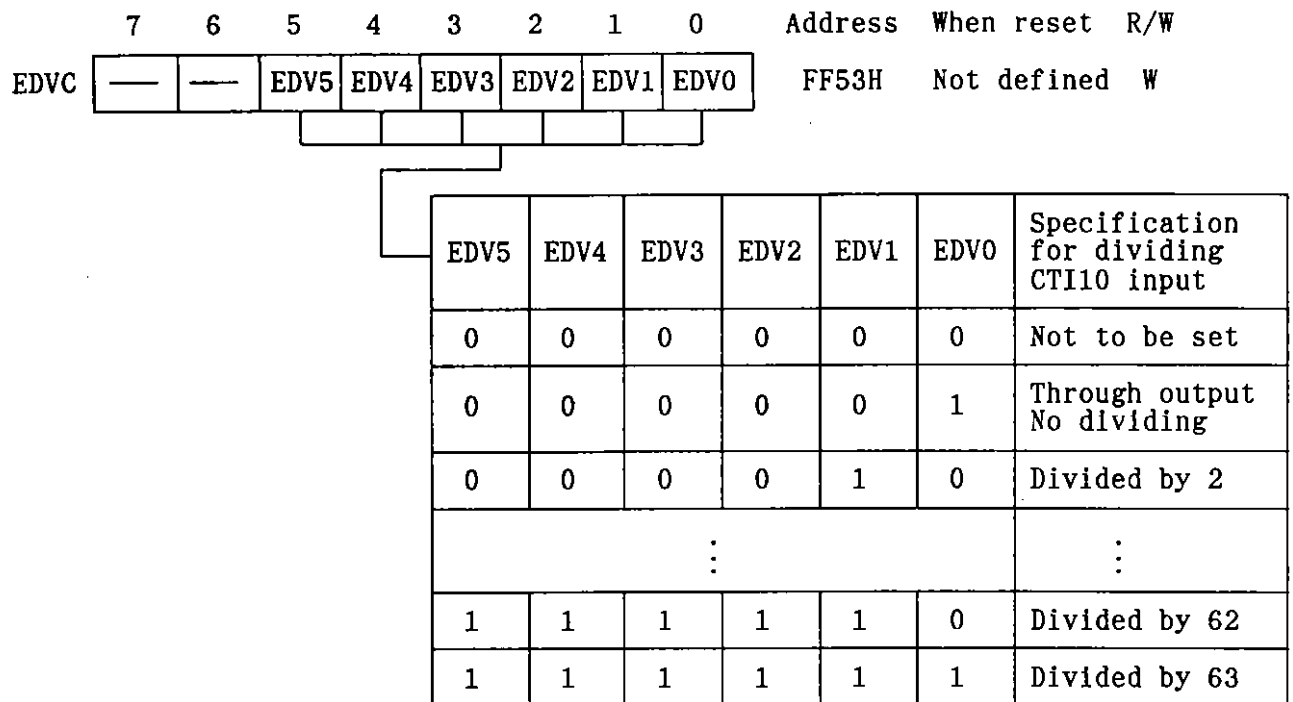 7 6 5 4 3 2 1 0 Address When reset R/W
EDVC — — EDV5 EDV4 EDV3 EDV2 EDV1 EDV0 FF53H Not defined W
EDV5 EDV4 EDV3 EDV2 EDV1 EDV0 Specification
for dividing
CTI10 input
0 0 0 0 0 0 Not to be set
0 0 0 0 0 1 Through output
No dividing
0 0 0 0 1 0 Divided by 2
⋮ ⋮
1 1 1 1 1 0 Divided by 62
1 1 1 1 1 1 Divided by 63